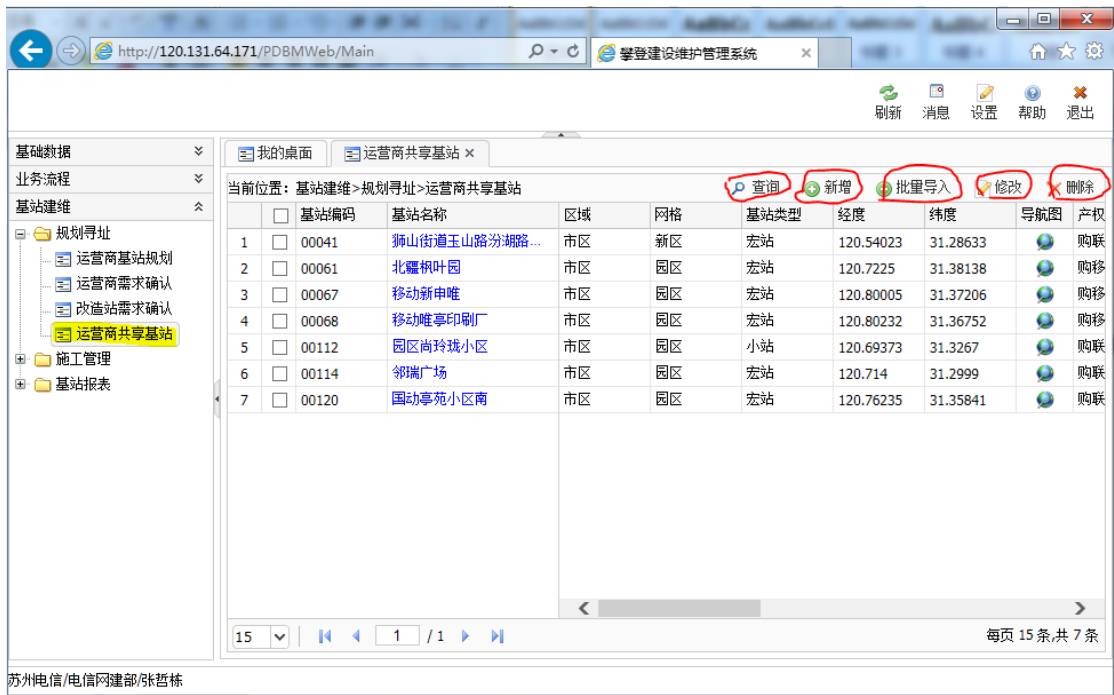 http://120.131.64.171/PDBMWeb/Main
攀登建设维护管理系统
刷新 消息 设置 帮助 退出
基础数据
业务流程
基站建维
规划寻址
运营商基站规划
运营商需求确认
改造站需求确认
运营商共享基站
施工管理
基站报表
我的桌面 运营商共享基站
当前位置：基站建维>规划寻址>运营商共享基站 查询 新增 批量导入 修改 删除
基站编码 基站名称 区域 网格 基站类型 经度 纬度 导航图 产权
1 00041 狮山街道玉山路汾湖路... 市区 新区 宏站 120.54023 31.28633 购联
2 00061 北疆枫叶园 市区 园区 宏站 120.7225 31.38138 购移
3 00067 移动新申唯 市区 园区 宏站 120.80005 31.37206 购移
4 00068 移动唯亭印刷厂 市区 园区 宏站 120.80232 31.36752 购移
5 00112 园区尚玲珑小区 市区 园区 小站 120.69373 31.3267 购联
6 00114 邻瑞广场 市区 园区 宏站 120.714 31.2999 购联
7 00120 国动亭苑小区南 市区 园区 宏站 120.76235 31.35841 购联
15 1 / 1 每页 15 条,共 7 条
苏州电信/电信网建部/张哲栋